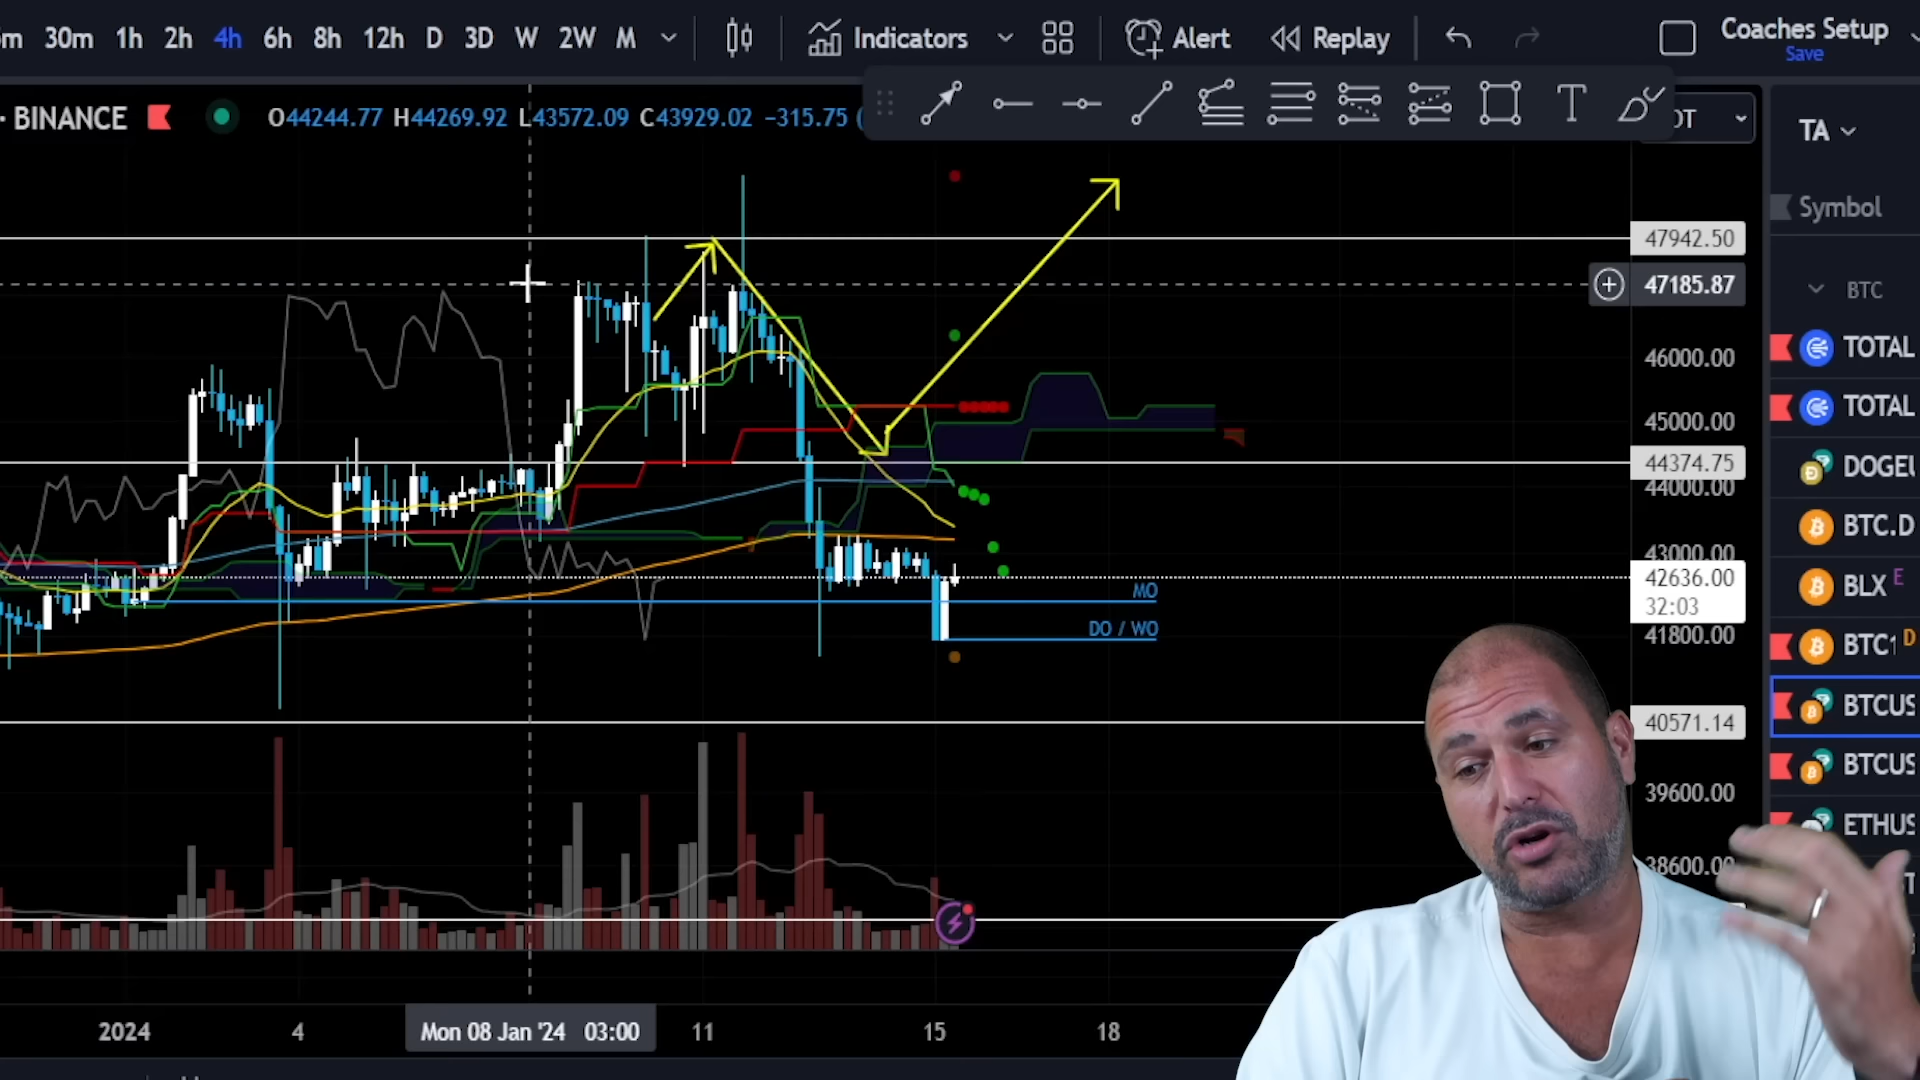 30m 1h 2h 4h 6h 8h 12h D 3D W 2W M Indicators Alert Replay Coaches Setup
Save
· BINANCE O44244.77 H44269.92 L43572.09 C43929.02 −315.75
TA
Symbol
47942.50
47185.87
46000.00
45000.00
44374.75
44000.00
43000.00
42636.00
32:03
41800.00
40571.14
39600.00
38600.00
MO
DO / WO
BTC
TOTAL
TOTAL
DOGEU
BTC.D
BLX E
BTC1 D
BTCUS
BTCUS
ETHUS
2024 4 Mon 08 Jan '24 03:00 11 15 18